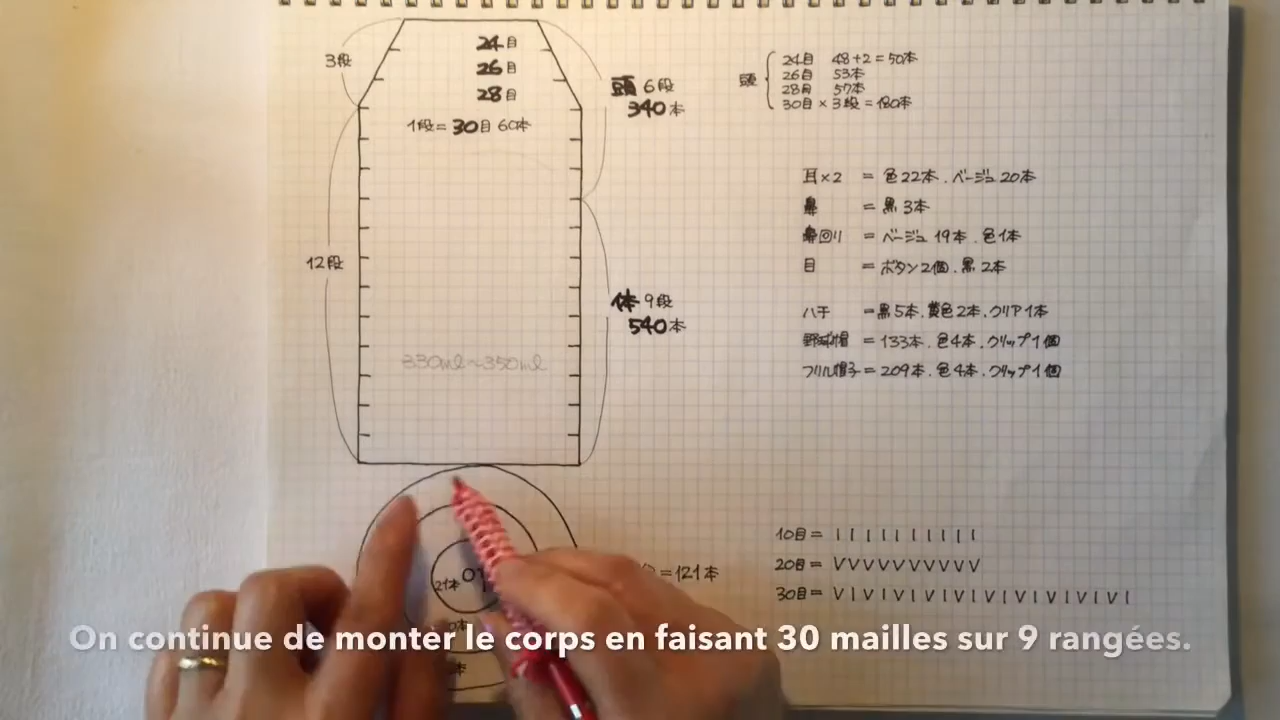 24目
26目
28目
1段=30目 60本
3段
12段
頭 6段
340本
体 9段
540本
330ml~350ml
21本
=121本
頭
24目 48+2=50本
26目 53本
28目 57本
30目×3段=180本
耳×2 = 色22本.ベージュ20本
鼻 = 黒3本
鼻回り = ベージュ19本.色1本
目 = ボタン2個.黒2本
ハチ =黒5本.黄色2本.クリア1本
野球帽 =133本.色4本.クリップ1個
フリル帽子=209本.色4本.クリップ1個
10目= I I I I I I I I I I
20目= VVVVVVVVVV
30目= V I V I V I V I V I V I V I V I V I V I
On continue de monter le corps en faisant 30 mailles sur 9 rangées.